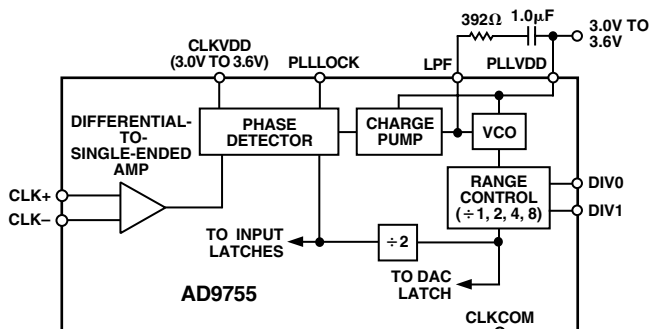 392Ω 1.0μF
3.0V TO
3.6V
CLKVDD
(3.0V TO 3.6V)
PLLLOCK
LPF
PLLVDD
DIFFERENTIAL-
TO-
SINGLE-ENDED
AMP
PHASE
DETECTOR
CHARGE
PUMP
VCO
CLK+
CLK–
RANGE
CONTROL
(÷1, 2, 4, 8)
DIV0
DIV1
TO INPUT
LATCHES
÷2
TO DAC
LATCH
AD9755
CLKCOM